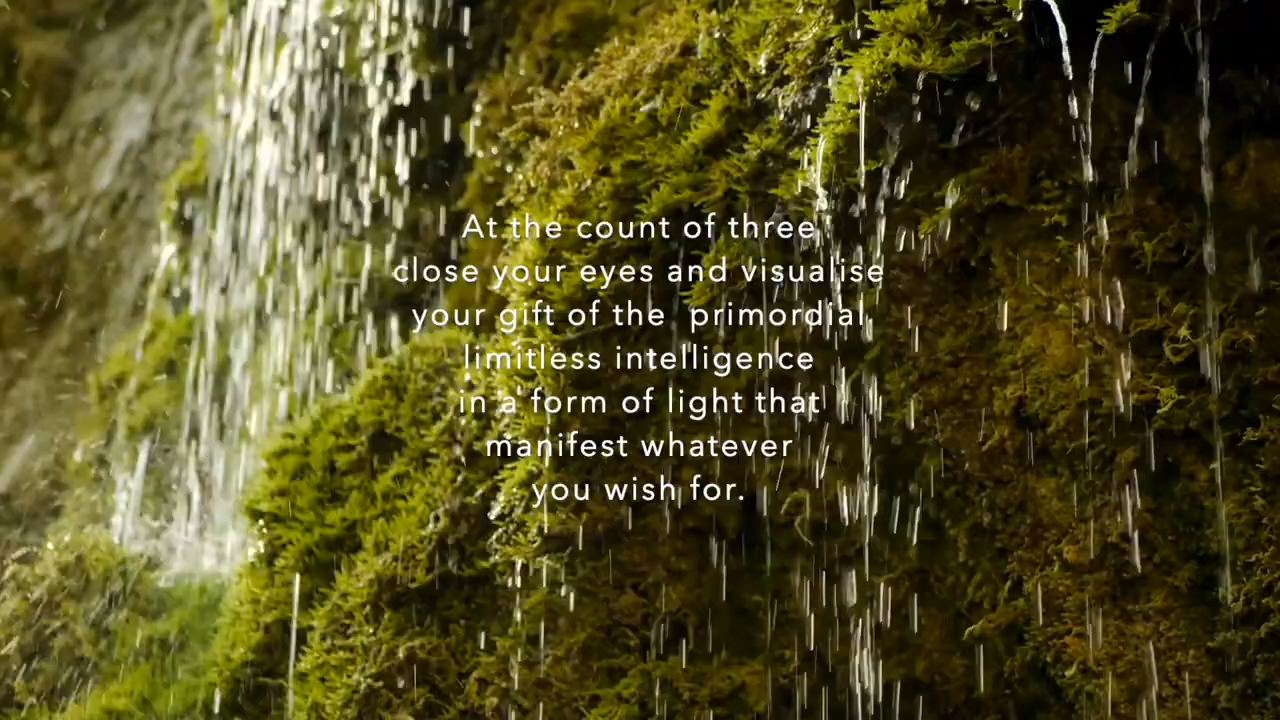 At the count of three
close your eyes and visualise
your gift of the  primordial
limitless intelligence
in a form of light that
manifest whatever
you wish for.